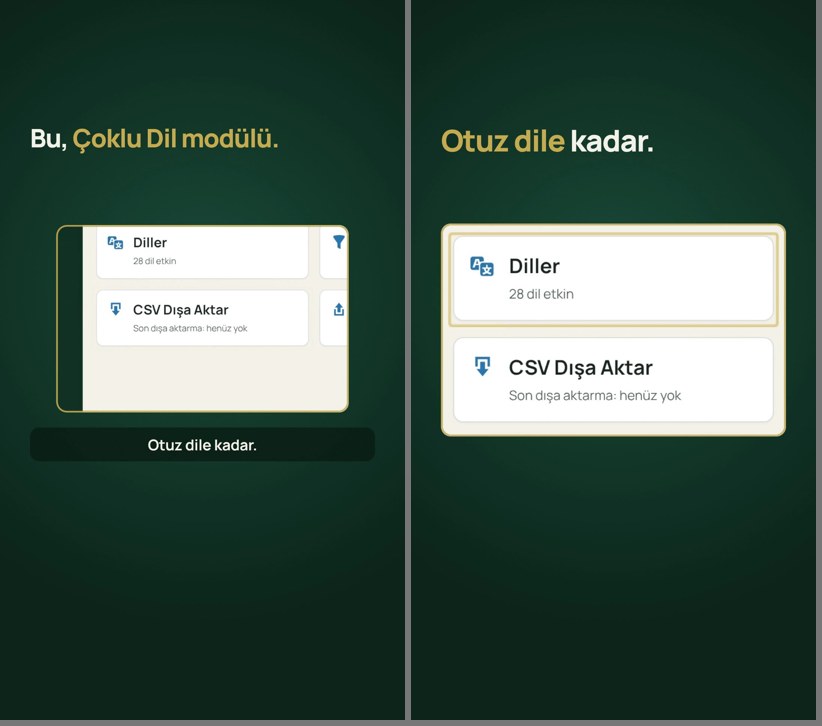 Bu, Çoklu Dil modülü.
Diller
28 dil etkin
CSV Dışa Aktar
Son dışa aktarma: henüz yok
Otuz dile kadar.
Otuz dile kadar.
Diller
28 dil etkin
CSV Dışa Aktar
Son dışa aktarma: henüz yok